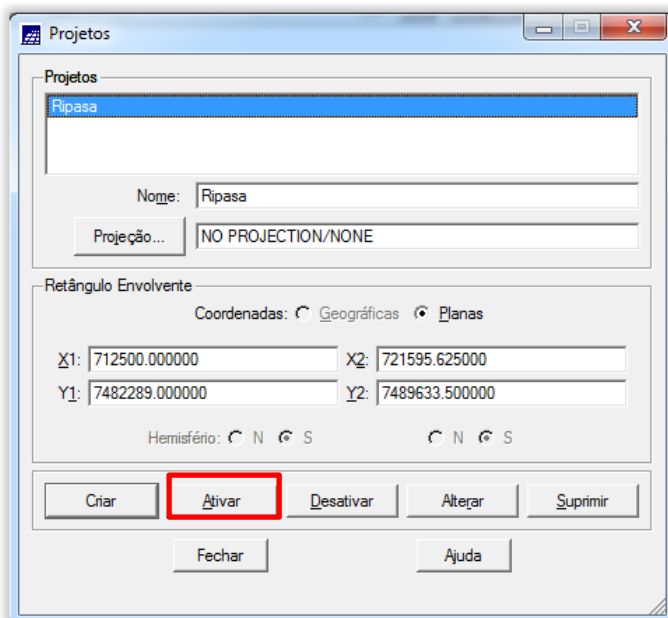 Projetos
Projetos
Ripasa
Nome: Ripasa
Projeção... NO PROJECTION/NONE
Retângulo Envolvente
Coordenadas: Geográficas Planas
X1: 712500.000000 X2: 721595.625000
Y1: 7482289.000000 Y2: 7489633.500000
Hemisfério: N S N S
Criar Ativar Desativar Alterar Suprimir
Fechar Ajuda